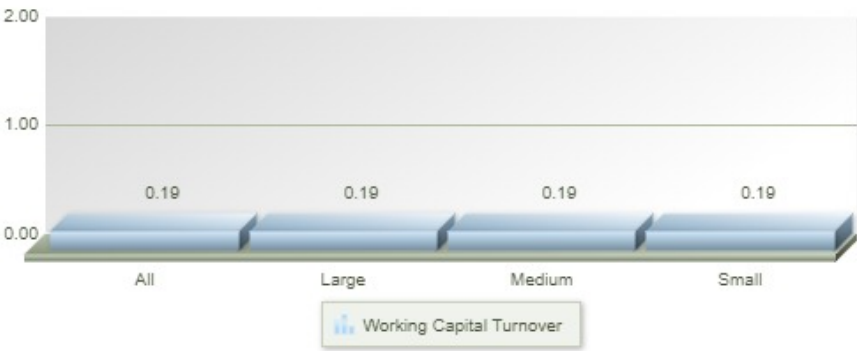 2.00
1.00
0.19 0.19 0.19 0.19
0.00
All Large Medium Small
Working Capital Turnover